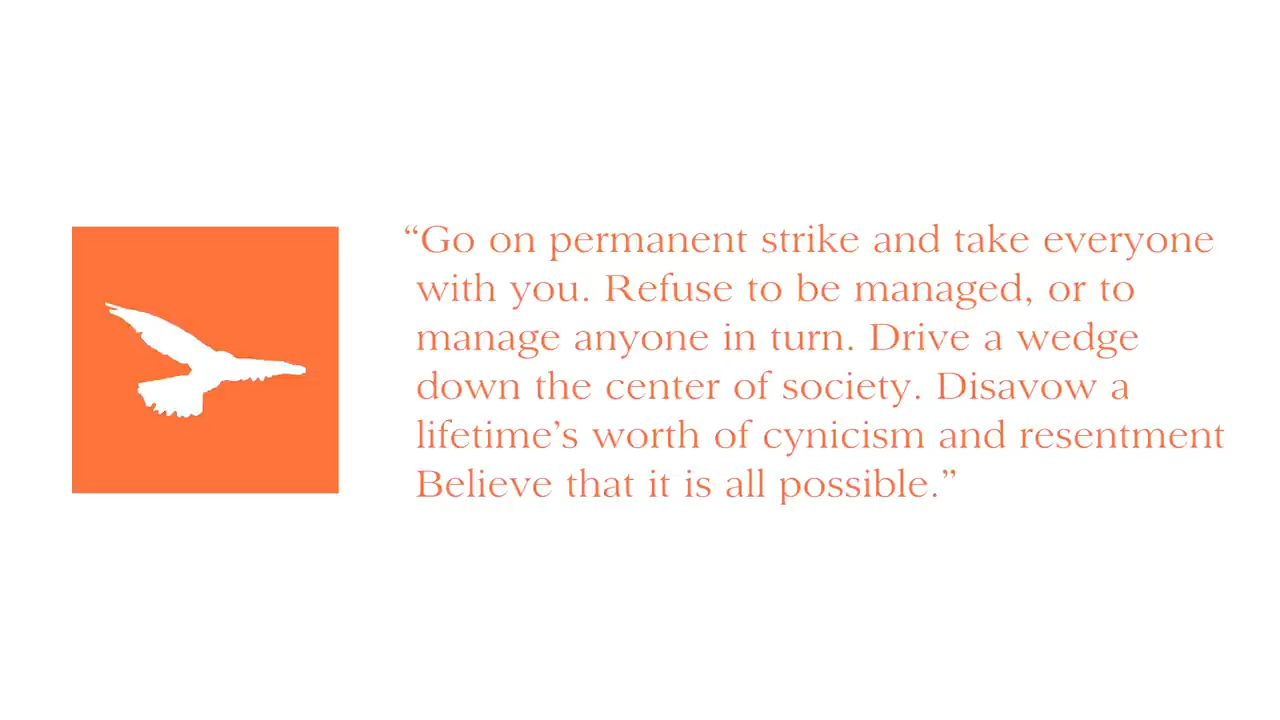 “Go on permanent strike and take everyone
with you. Refuse to be managed, or to
manage anyone in turn. Drive a wedge
down the center of society. Disavow a
lifetime’s worth of cynicism and resentment
Believe that it is all possible.”